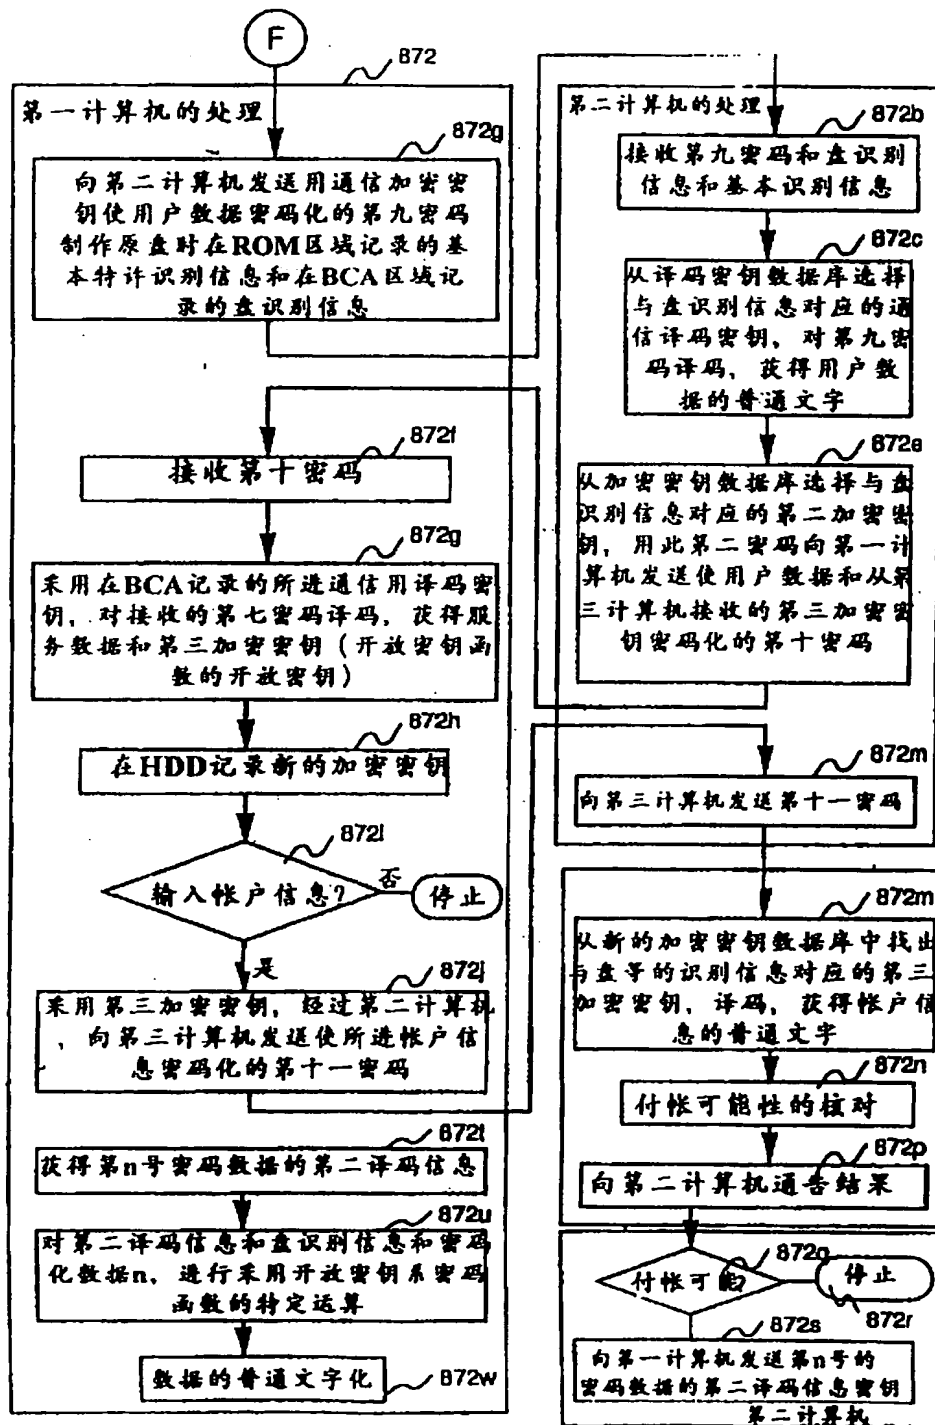 F
872
第一计算机的处理
872g
向第二计算机发送用通信加密密
钥使用户数据密码化的第九密码
制作原盘时在ROM区域记录的基
本特许识别信息和在BCA区域记
录的盘识别信息
872f
接收第十密码
872g
采用在BCA记录的所进通信用译码密
钥，对接收的第七密码译码，获得服
务数据和第三加密密钥（开放密钥函
数的开放密钥）
872h
在HDD记录新的加密密钥
872i
输入帐户信息?
否
停止
是
872j
采用第三加密密钥，经过第二计算机
，向第三计算机发送使所进帐户信
息密码化的第十一密码
872t
获得第n号密码数据的第二译码信息
872u
对第二译码信息和盘识别信息和密码
化数据n，进行采用开放密钥系密码
函数的特定运算
数据的普通文字化
872w
第二计算机的处理
872b
接收第九密码和盘识别
信息和基本识别信息
872c
从译码密钥数据库选择
与盘识别信息对应的通
信译码密钥，对第九密
码译码，获得用户数
据的普通文字
872e
从加密密钥数据库选择与盘
识别信息对应的第二加密密
钥，用此第二密码向第一计
算机发送使用户数据和从第
三计算机接收的第三加密密
钥密码化的第十密码
872m
向第三计算机发送第十一密码
872m
从新的加密密钥数据库中找出
与盘等的识别信息对应的第三
加密密钥，译码，获得帐户信
息的普通文字
872n
付帐可能性的核对
872p
向第二计算机通告结果
872q
付帐可能
停止
872r
872s
向第一计算机发送第n号的
密码数据的第二译码信息密钥
第二计算机